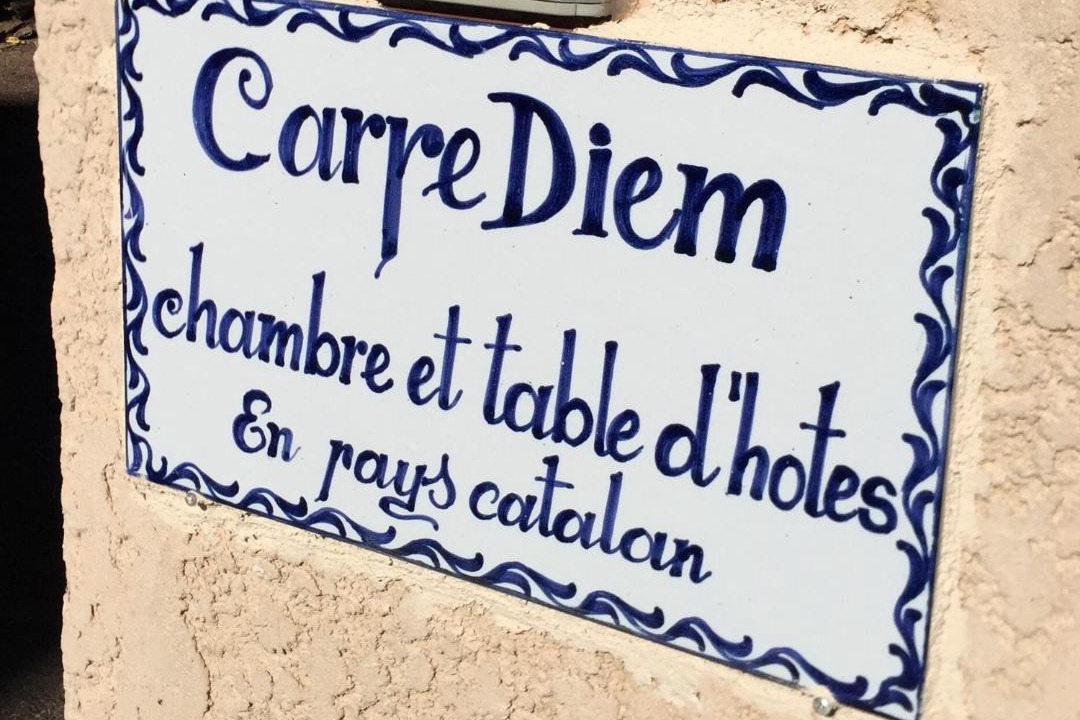 Carpe Diem
chambre et table d'hotes
En pays catalan